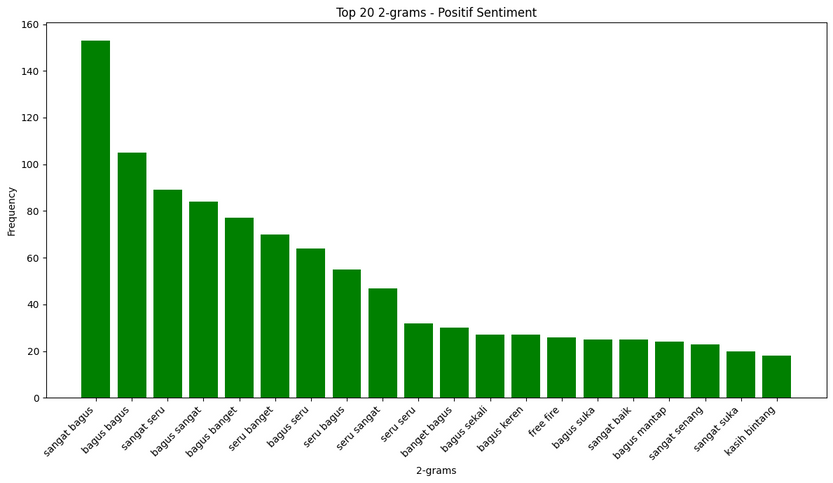 Top 20 2-grams - Positif Sentiment
160
140
120
100
80
60
40
20
0
Frequency
sangat bagus
bagus bagus
sangat seru
bagus sangat
bagus banget
seru banget
bagus seru
seru bagus
seru sangat
seru seru
banget bagus
bagus sekali
bagus keren
free fire
bagus suka
sangat baik
bagus mantap
sangat senang
sangat suka
kasih bintang
2-grams